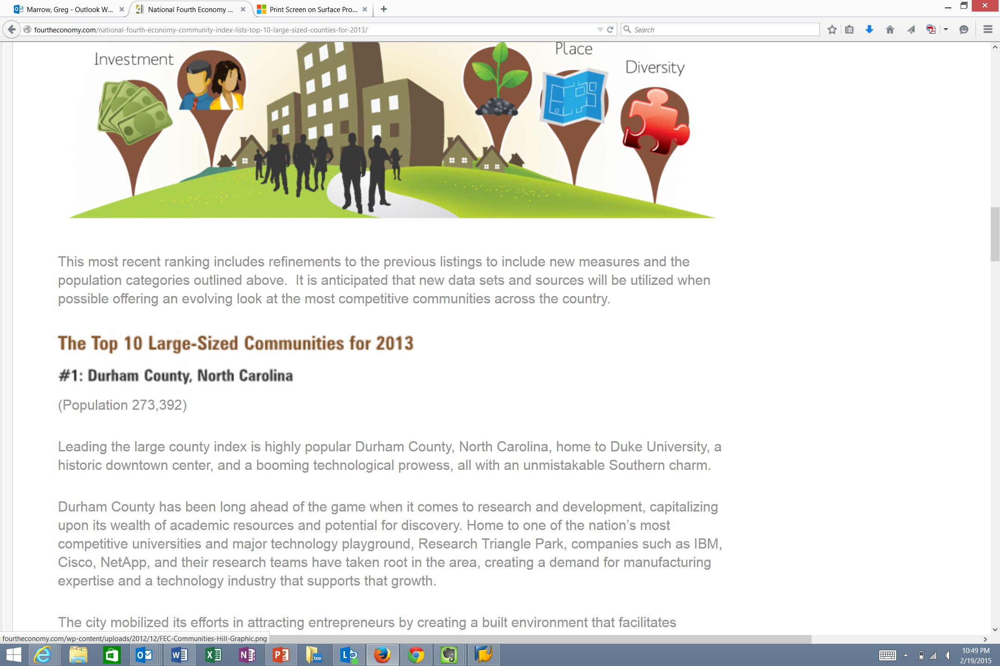 Marrow, Greg - Outlook W...
National Fourth Economy ...
Print Screen on Surface Pro...
fourtheconomy.com/national-fourth-economy-community-index-lists-top-10-large-sized-counties-for-2013/
Search
Investment
Place
Diversity
This most recent ranking includes refinements to the previous listings to include new measures and the
population categories outlined above.  It is anticipated that new data sets and sources will be utilized when
possible offering an evolving look at the most competitive communities across the country.
The Top 10 Large-Sized Communities for 2013
#1: Durham County, North Carolina
(Population 273,392)
Leading the large county index is highly popular Durham County, North Carolina, home to Duke University, a
historic downtown center, and a booming technological prowess, all with an unmistakable Southern charm.
Durham County has been long ahead of the game when it comes to research and development, capitalizing
upon its wealth of academic resources and potential for discovery. Home to one of the nation’s most
competitive universities and major technology playground, Research Triangle Park, companies such as IBM,
Cisco, NetApp, and their research teams have taken root in the area, creating a demand for manufacturing
expertise and a technology industry that supports that growth.
The city mobilized its efforts in attracting entrepreneurs by creating a built environment that facilitates
fourtheconomy.com/wp-content/uploads/2012/12/FEC-Communities-Hill-Graphic.png
box
10:49 PM
2/19/2015